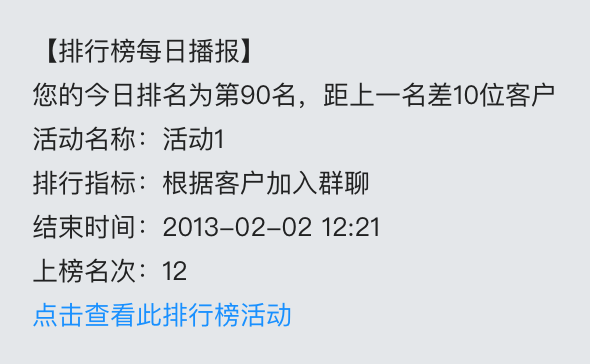 【排行榜每日播报】
您的今日排名为第90名，距上一名差10位客户
活动名称：活动1
排行指标：根据客户加入群聊
结束时间：2013-02-02 12:21
上榜名次：12
点击查看此排行榜活动